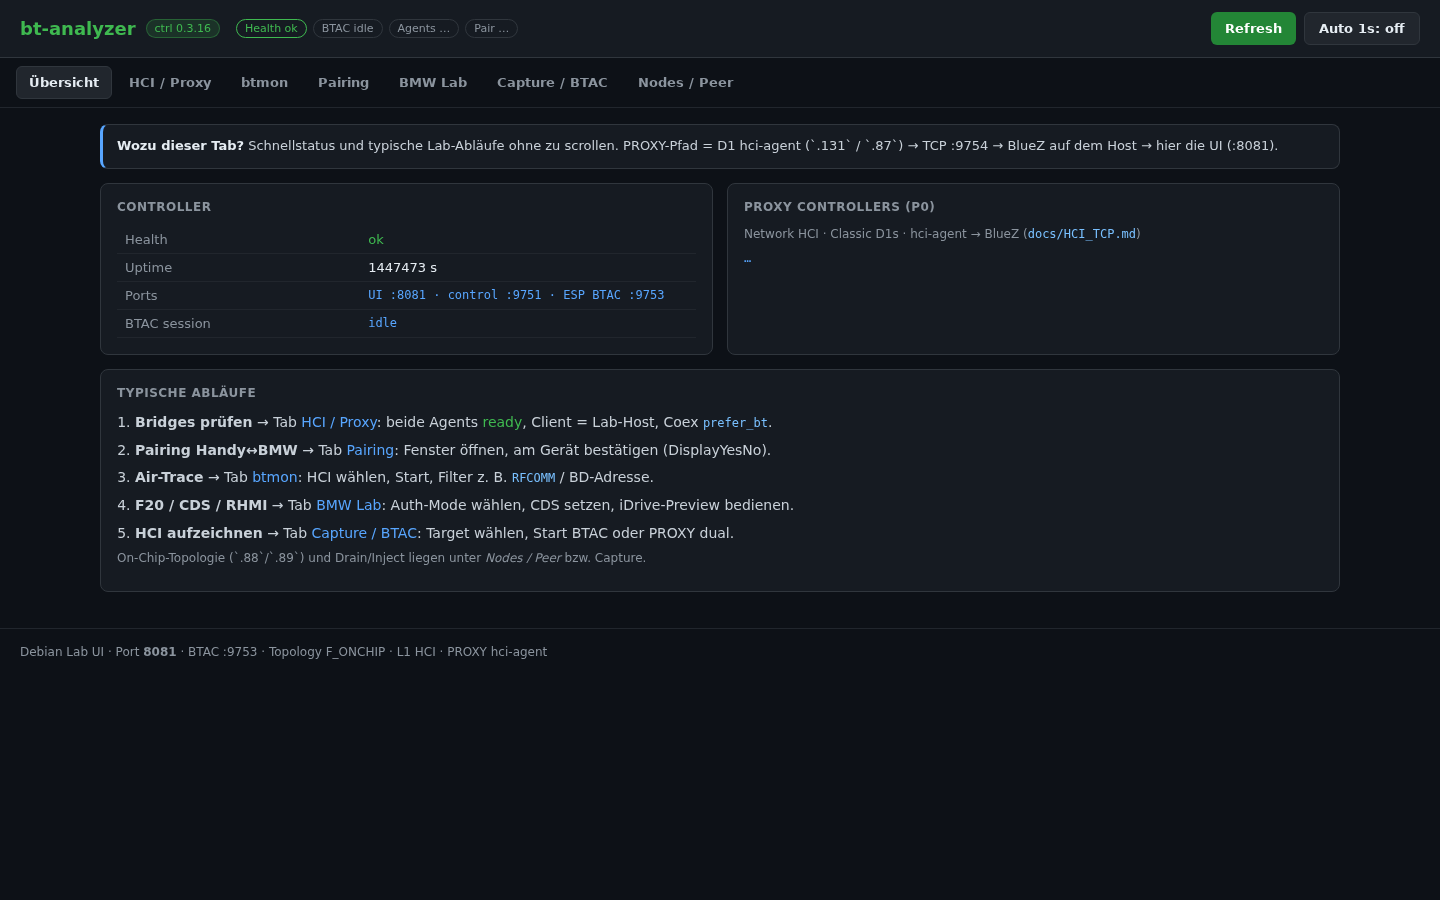 bt-analyzer ctrl 0.3.16 Health ok BTAC idle Agents … Pair … Refresh Auto 1s: off
Übersicht HCI / Proxy btmon Pairing BMW Lab Capture / BTAC Nodes / Peer
Wozu dieser Tab? Schnellstatus und typische Lab-Abläufe ohne zu scrollen. PROXY-Pfad = D1 hci-agent (`.131` / `.87`) → TCP :9754 → BlueZ auf dem Host → hier die UI (:8081).
CONTROLLER
Health ok
Uptime 1447473 s
Ports UI :8081 · control :9751 · ESP BTAC :9753
BTAC session idle
PROXY CONTROLLERS (P0)
Network HCI · Classic D1s · hci-agent → BlueZ (docs/HCI_TCP.md)
…
TYPISCHE ABLÄUFE
1. Bridges prüfen → Tab HCI / Proxy: beide Agents ready, Client = Lab-Host, Coex prefer_bt.
2. Pairing Handy↔BMW → Tab Pairing: Fenster öffnen, am Gerät bestätigen (DisplayYesNo).
3. Air-Trace → Tab btmon: HCI wählen, Start, Filter z. B. RFCOMM / BD-Adresse.
4. F20 / CDS / RHMI → Tab BMW Lab: Auth-Mode wählen, CDS setzen, iDrive-Preview bedienen.
5. HCI aufzeichnen → Tab Capture / BTAC: Target wählen, Start BTAC oder PROXY dual.
On-Chip-Topologie (`.88`/`.89`) und Drain/Inject liegen unter Nodes / Peer bzw. Capture.
Debian Lab UI · Port 8081 · BTAC :9753 · Topology F_ONCHIP · L1 HCI · PROXY hci-agent